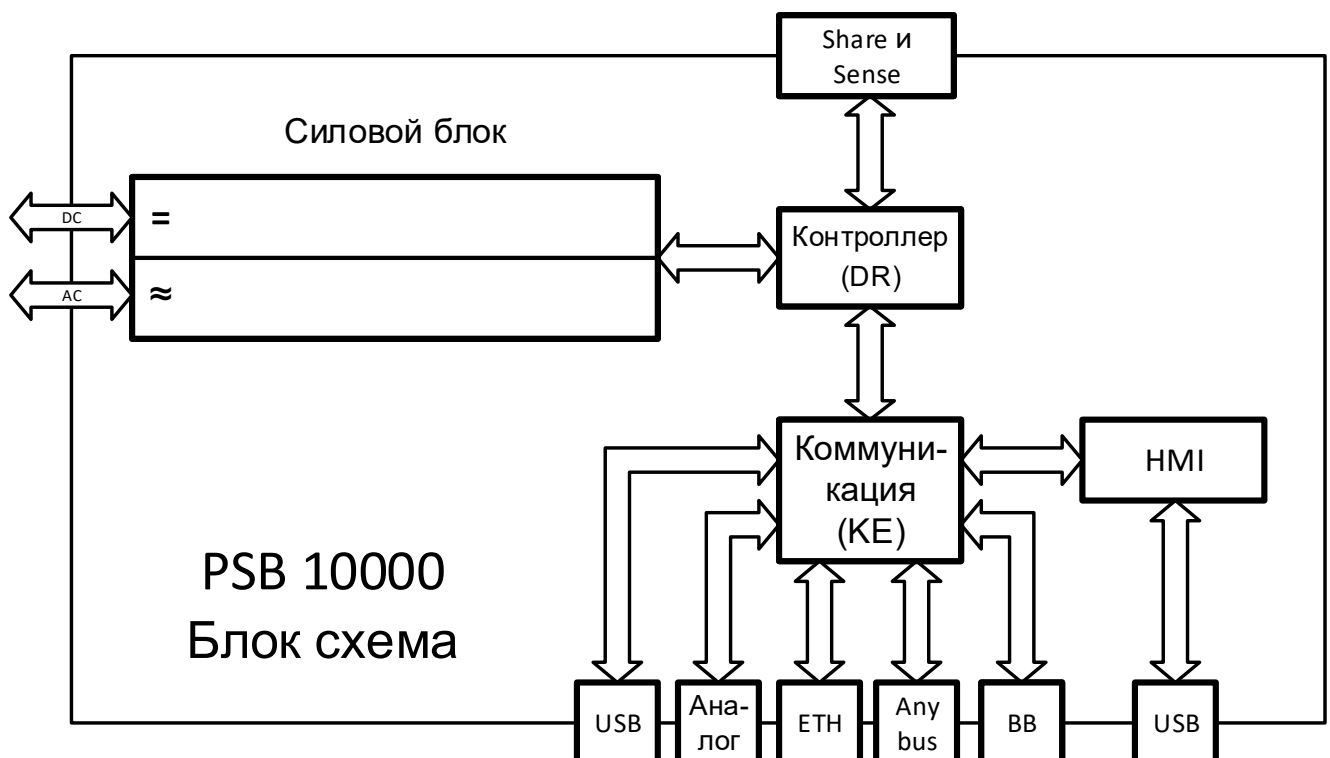 Share и
Sense
Силовой блок
DC
=
Контроллер
(DR)
AC
≈
Коммуни-
кация
(KE)
HMI
PSB 10000
Блок схема
USB
Ана-
лог
ETH
Any
bus
BB
USB